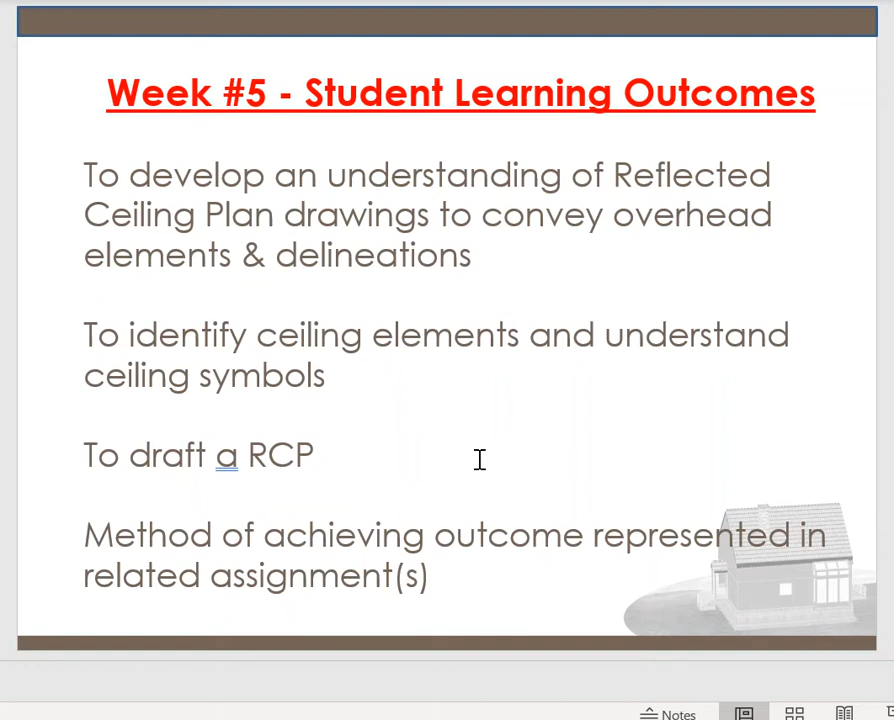 Week #5 - Student Learning Outcomes
To develop an understanding of Reflected
Ceiling Plan drawings to convey overhead
elements & delineations
To identify ceiling elements and understand
ceiling symbols
To draft a RCP
Method of achieving outcome represented in
related assignment(s)
Notes